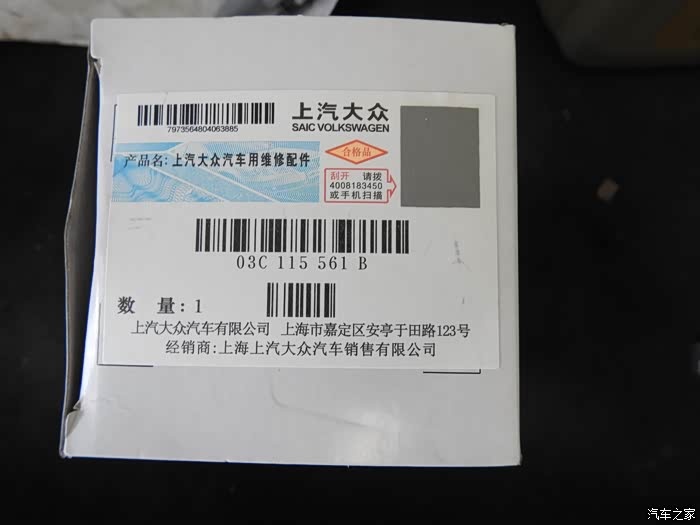 上汽大众
SAIC VOLKSWAGEN
7973564804063885
产品名: 上汽大众汽车用维修配件
合格品
刮开 请拨
4008183450
或手机扫描
03C 115 561 B
数 量: 1
上汽大众汽车有限公司 上海市嘉定区安亭于田路123号
经销商:上海上汽大众汽车销售有限公司
汽车之家